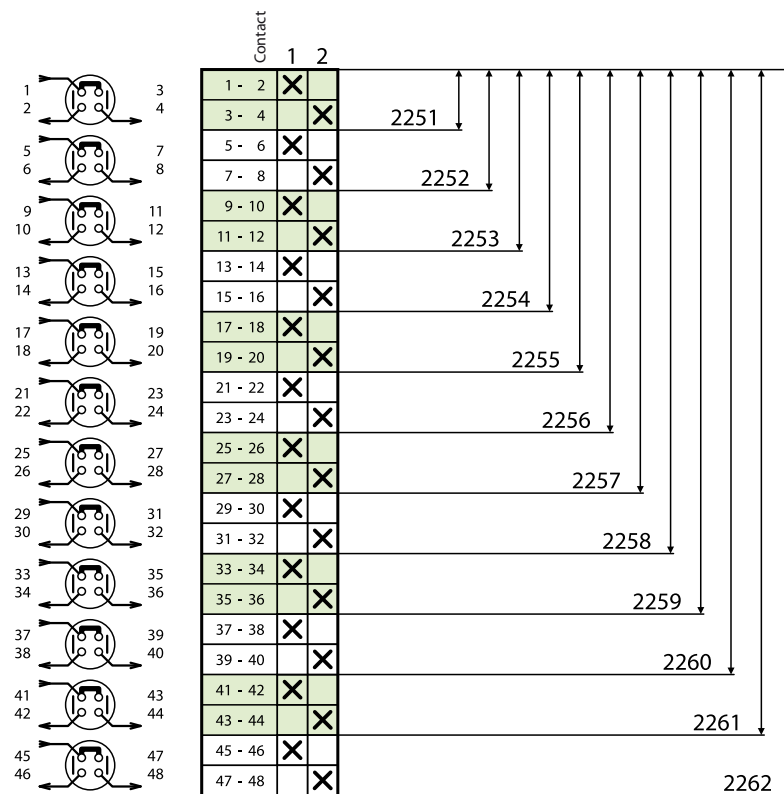 Contact 1 2
1 3 1 - 2 X
2 4 3 - 4 X 2251
5 7 5 - 6 X
6 8 7 - 8 X 2252
9 11 9 - 10 X
10 12 11 - 12 X 2253
13 15 13 - 14 X
14 16 15 - 16 X 2254
17 19 17 - 18 X
18 20 19 - 20 X 2255
21 23 21 - 22 X
22 24 23 - 24 X 2256
25 27 25 - 26 X
26 28 27 - 28 X 2257
29 31 29 - 30 X
30 32 31 - 32 X 2258
33 35 33 - 34 X
34 36 35 - 36 X 2259
37 39 37 - 38 X
38 40 39 - 40 X 2260
41 43 41 - 42 X
42 44 43 - 44 X 2261
45 47 45 - 46 X
46 48 47 - 48 X 2262